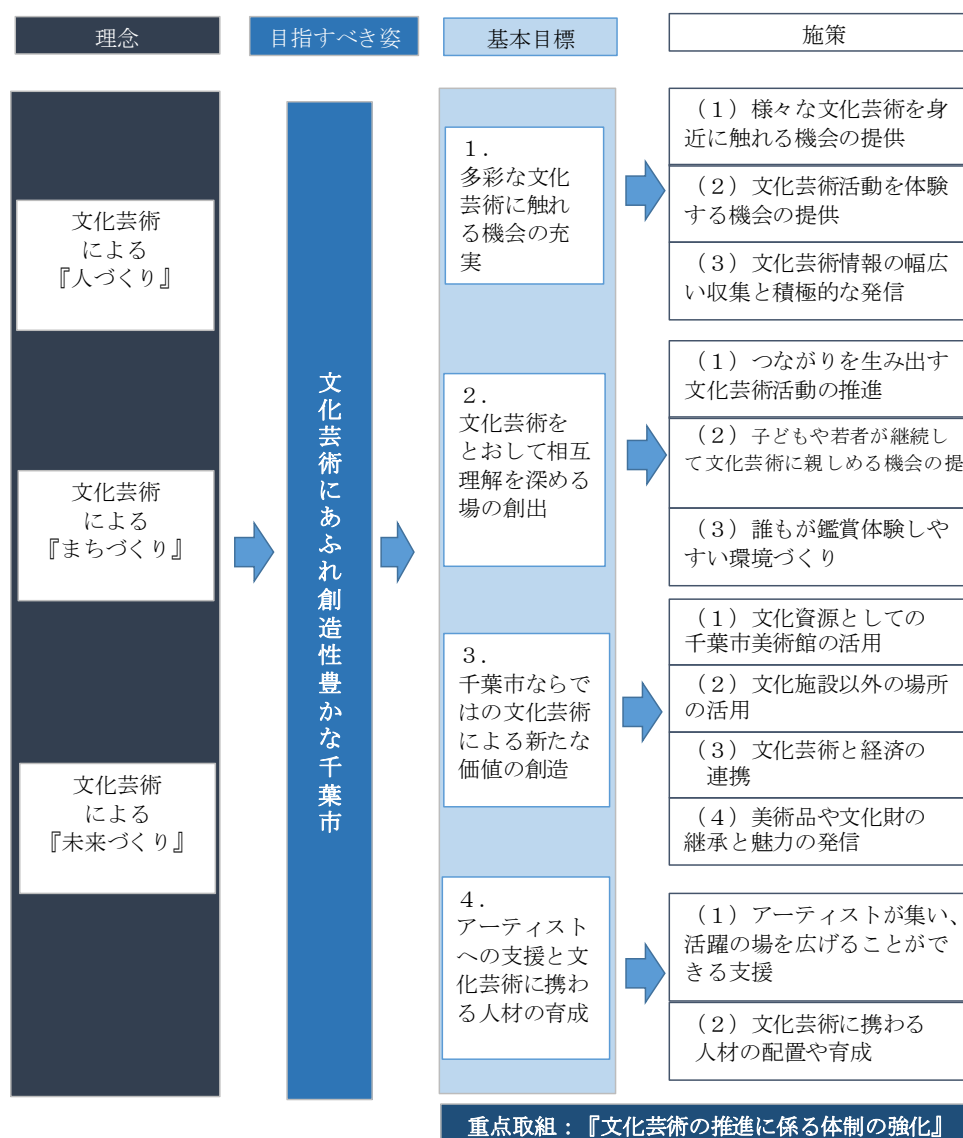 理念
目指すべき姿
基本目標
施策
文化芸術
による
『人づくり』
文化芸術
による
『まちづくり』
文化芸術
による
『未来づくり』
文化芸術にあふれ創造性豊かな千葉市
１．
多彩な文化
芸術に触れ
る機会の充
実
（１）様々な文化芸術を身
近に触れる機会の提供
（２）文化芸術活動を体験
する機会の提供
（３）文化芸術情報の幅広
い収集と積極的な発信
２．
文化芸術を
とおして相互
理解を深める
場の創出
（１）つながりを生み出す
文化芸術活動の推進
（２）子どもや若者が継続し
て文化芸術に親しめる機会の提
（３）誰もが鑑賞体験しや
すい環境づくり
３．
千葉市ならで
はの文化芸術
による新たな
価値の創造
（１）文化資源としての
千葉市美術館の活用
（２）文化施設以外の場所
の活用
（３）文化芸術と経済の
連携
（４）美術品や文化財の
継承と魅力の発信
４．
アーティスト
への支援と文
化芸術に携わ
る人材の育成
（１）アーティストが集い、
活躍の場を広げることがで
きる支援
（２）文化芸術に携わる
人材の配置や育成
重点取組：『文化芸術の推進に係る体制の強化』